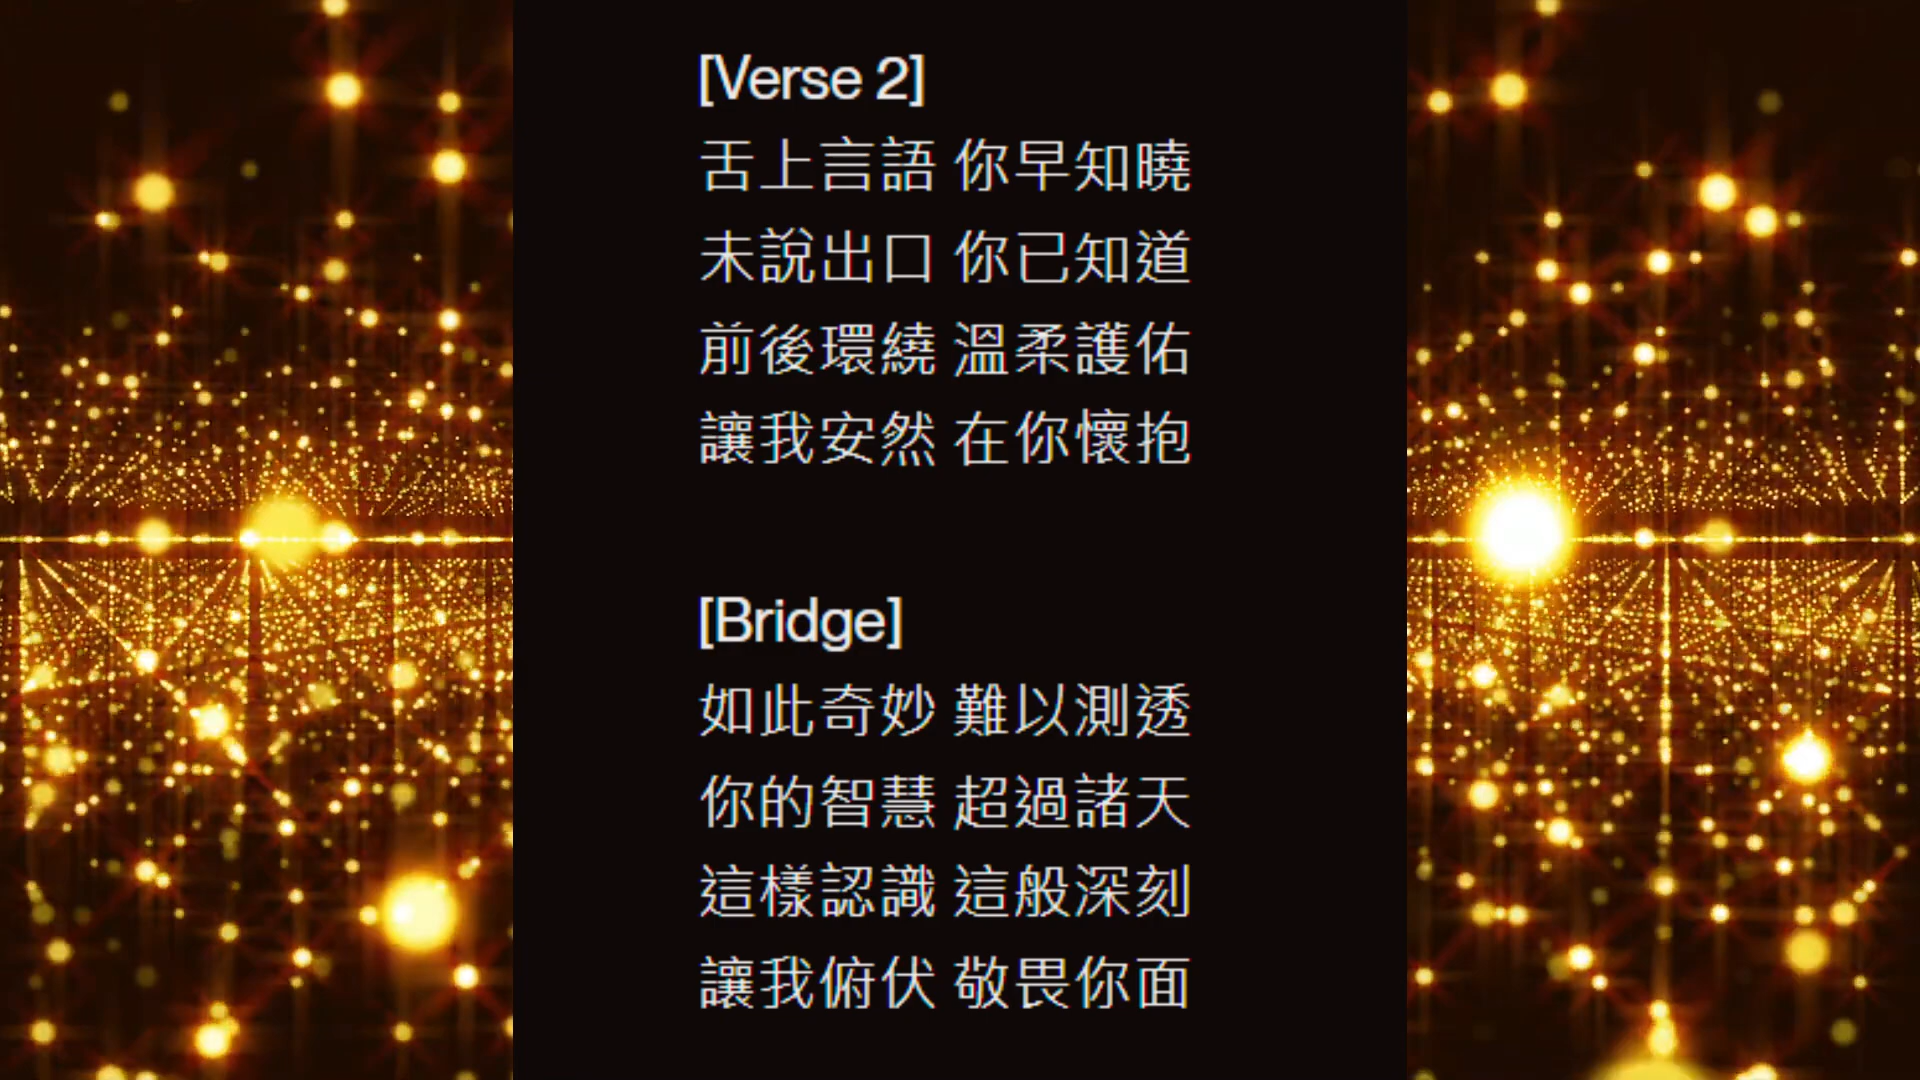 [Verse 2]
舌上言語 你早知曉
未說出口 你已知道
前後環繞 溫柔護佑
讓我安然 在你懷抱
[Bridge]
如此奇妙 難以測透
你的智慧 超過諸天
這樣認識 這般深刻
讓我俯伏 敬畏你面